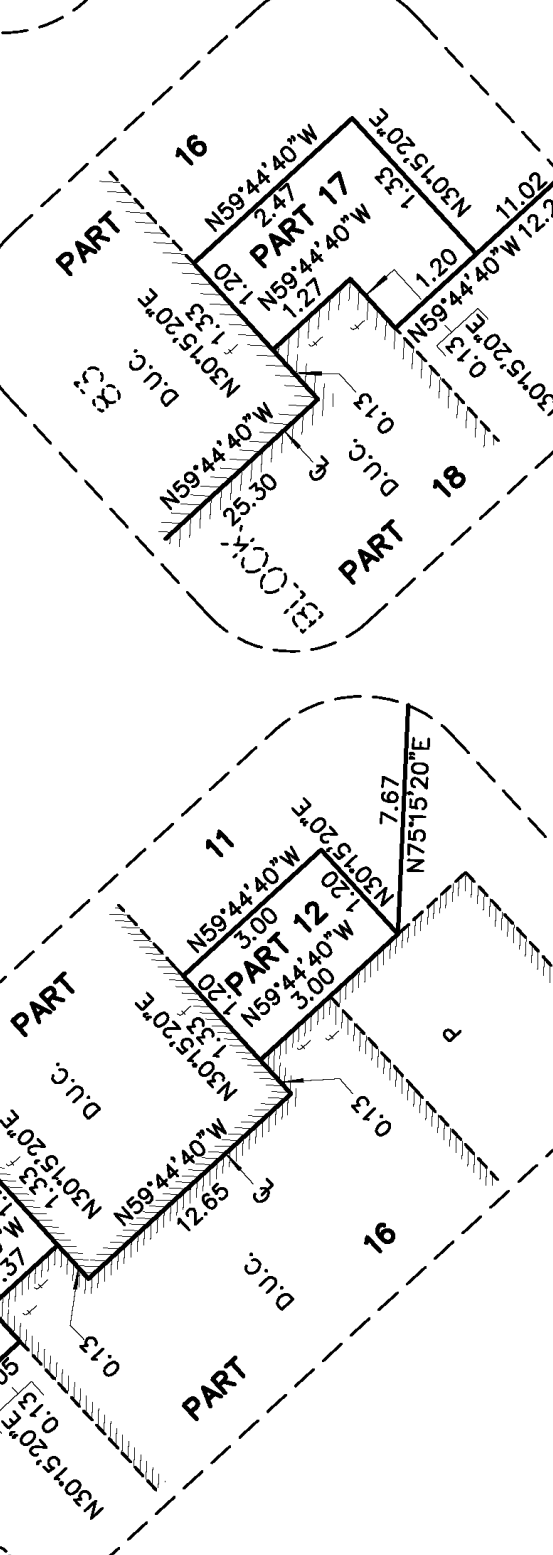 16
N59°44'40"W
2.47
PART 17
N30°15'20"E
1.33
PART
1.20
N59°44'40"W
1.27
11.02
1.20
N59°44'40"W
N30°15'20"E
1.33
D.U.C.
0.13
N59°44'40"W
25.30
0.13
D.U.C.
18
PART
BLOCK
7.67
N75°15'20"E
11
N59°44'40"W
3.00
PART 12
N30°15'20"E
1.20
PART
1.20
N59°44'40"W
3.00
N30°15'20"E
1.33
D.U.C.
P
0.13
N59°44'40"W
12.65
N30°15'20"E
1.33
16
D.U.C.
0.13
PART
0.13
N30°15'20"E